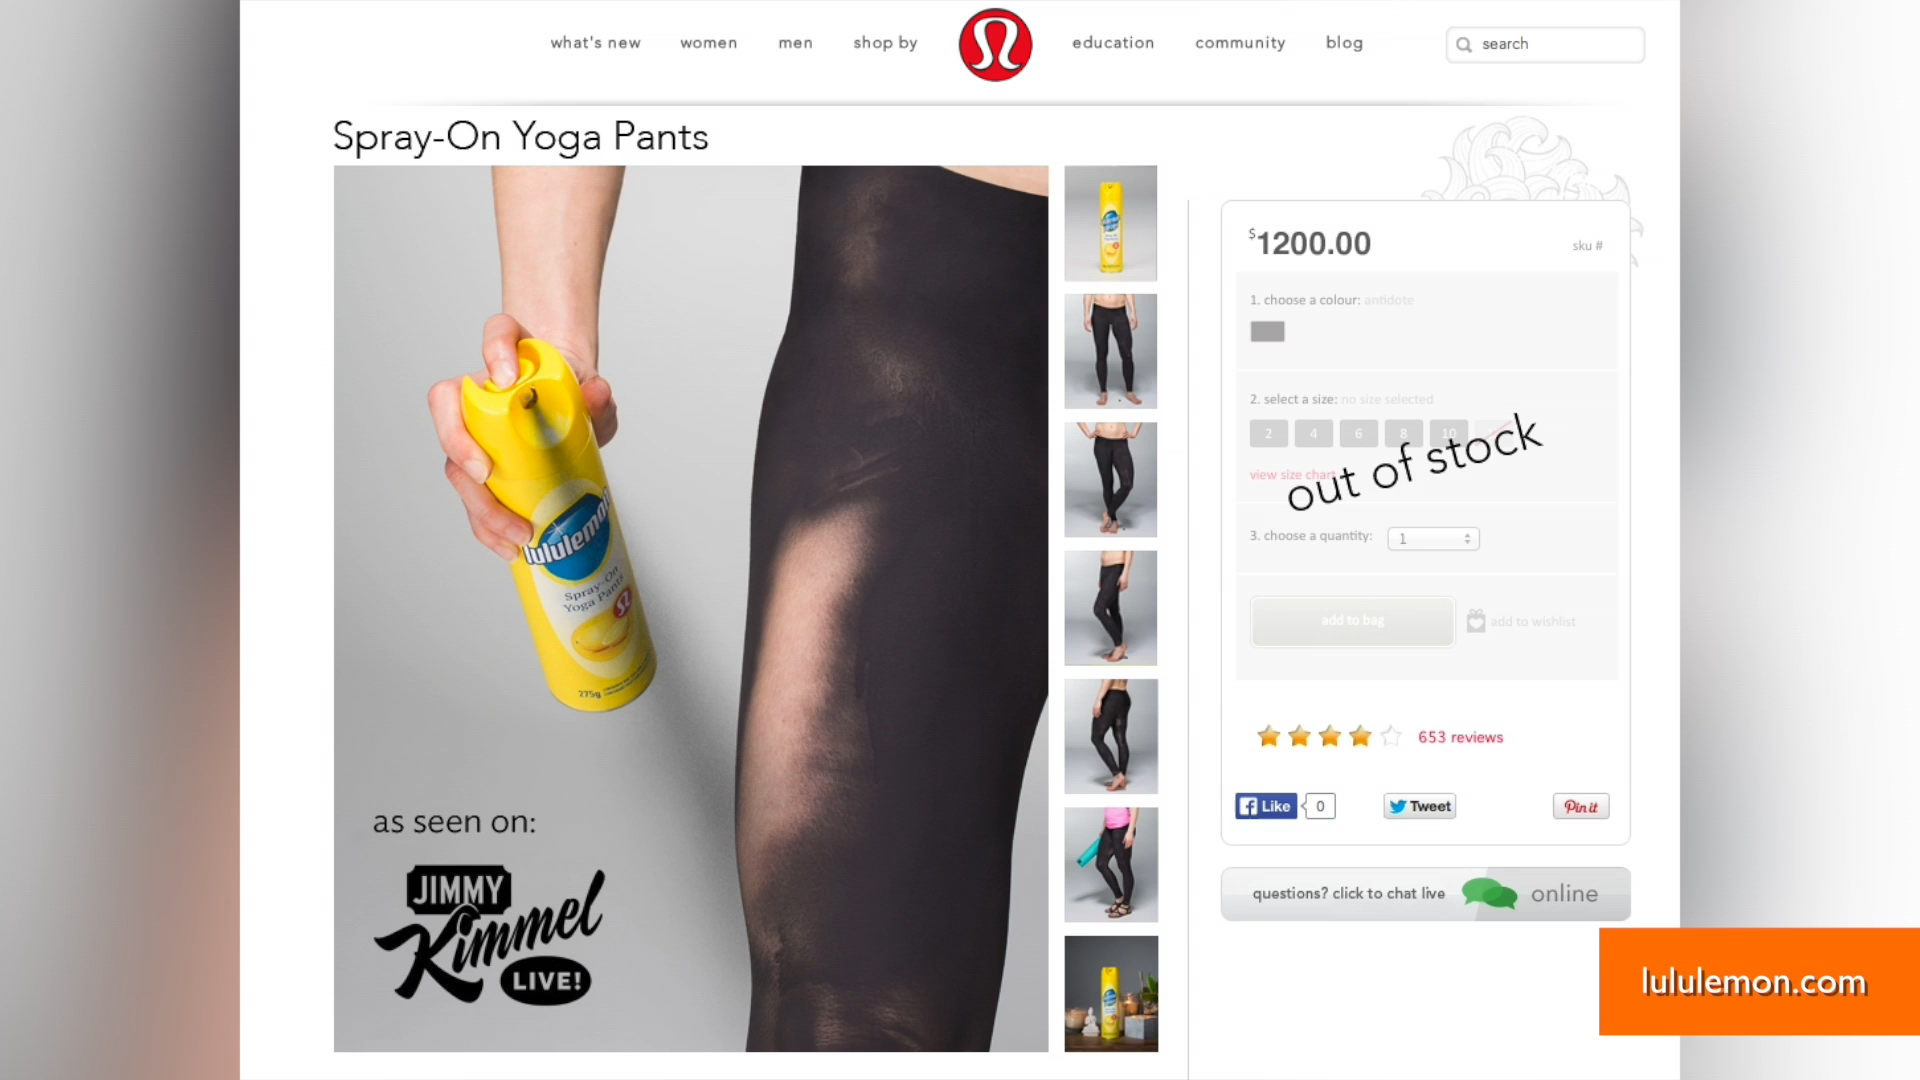 what's new women men shop by education community blog
search
Spray-On Yoga Pants
lululemon
Spray-On
Yoga Pants
275g
as seen on:
JIMMY
Kimmel
LIVE!
$1200.00
sku #
1. choose a colour: antidote
2. select a size: no size selected
2 4 6 8 10
view size chart
out of stock
3. choose a quantity: 1
add to bag
add to wishlist
653 reviews
Like 0 Tweet Pin it
questions? click to chat live online
lululemon.com